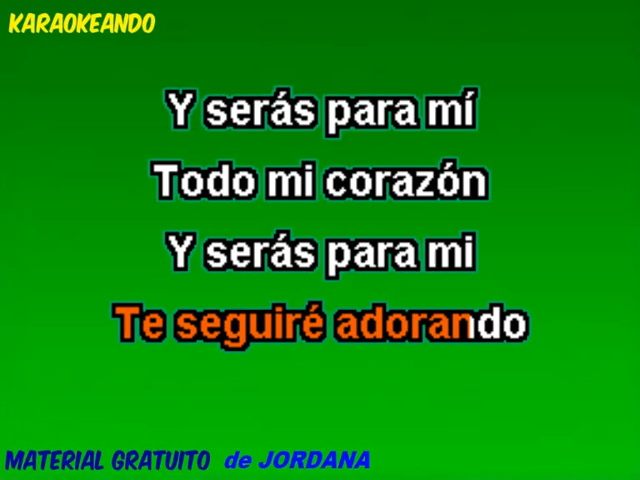 KARAOKEANDO
Y serás para mí
Todo mi corazón
Y serás para mi
Te seguiré adorando
MATERIAL GRATUITO de JORDANA